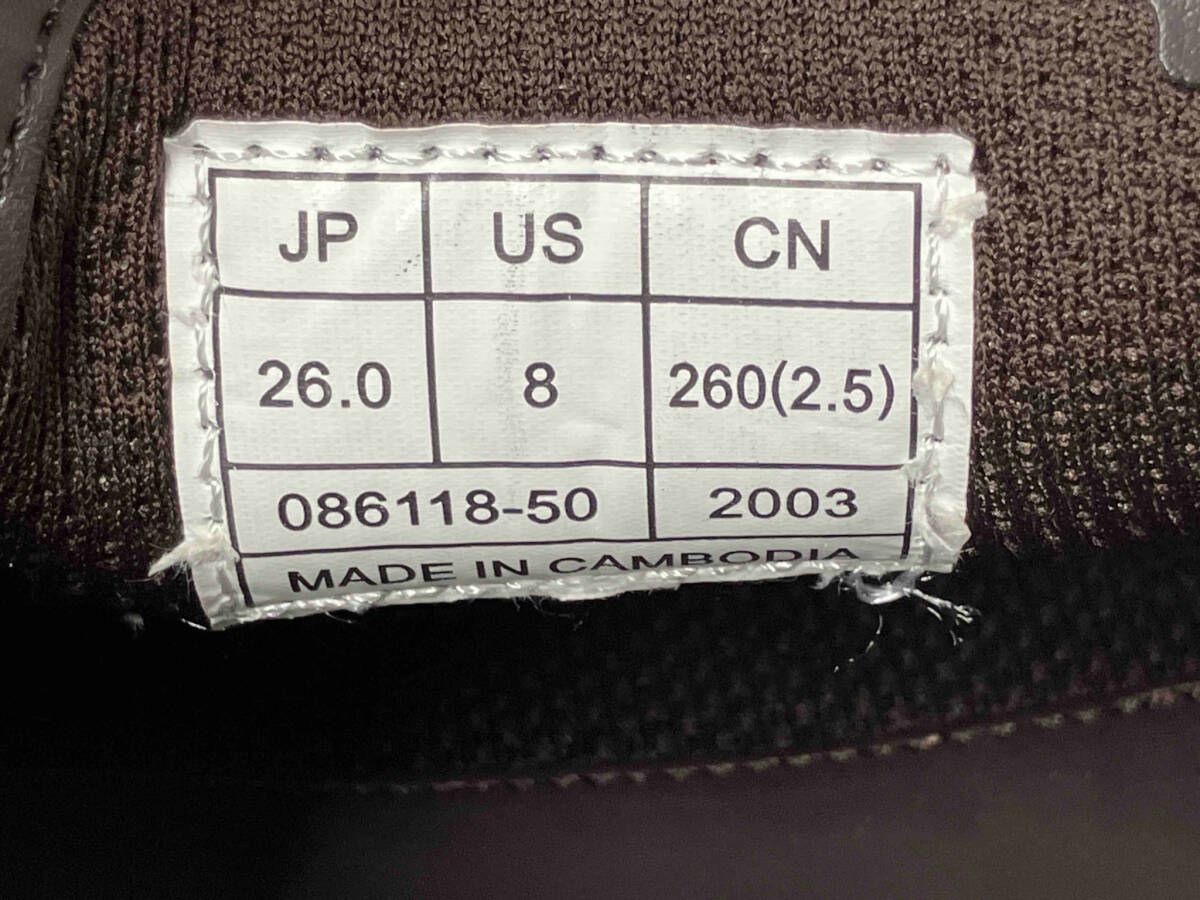 JP US CN
26.0 8 260(2.5)
086118-50 2003
MADE IN CAMBODIA